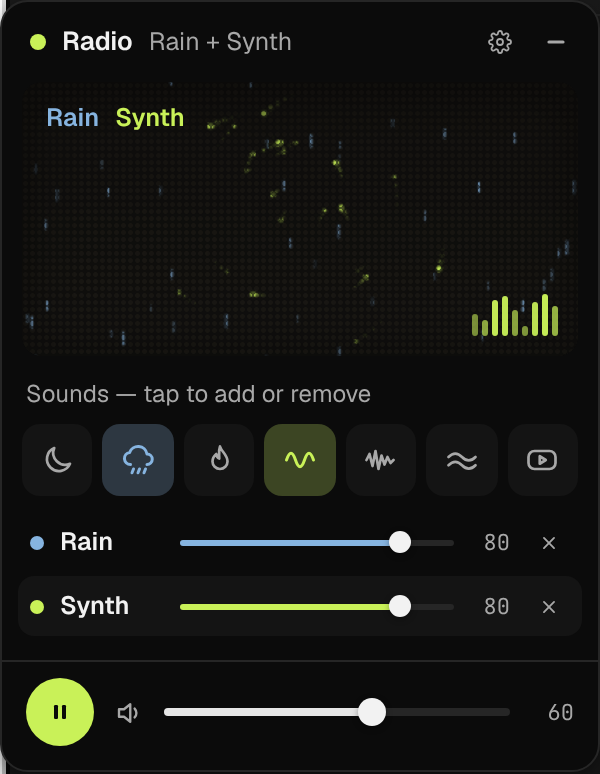 Radio Rain + Synth
Rain Synth
Sounds — tap to add or remove
Rain 80 ×
Synth 80 ×
60